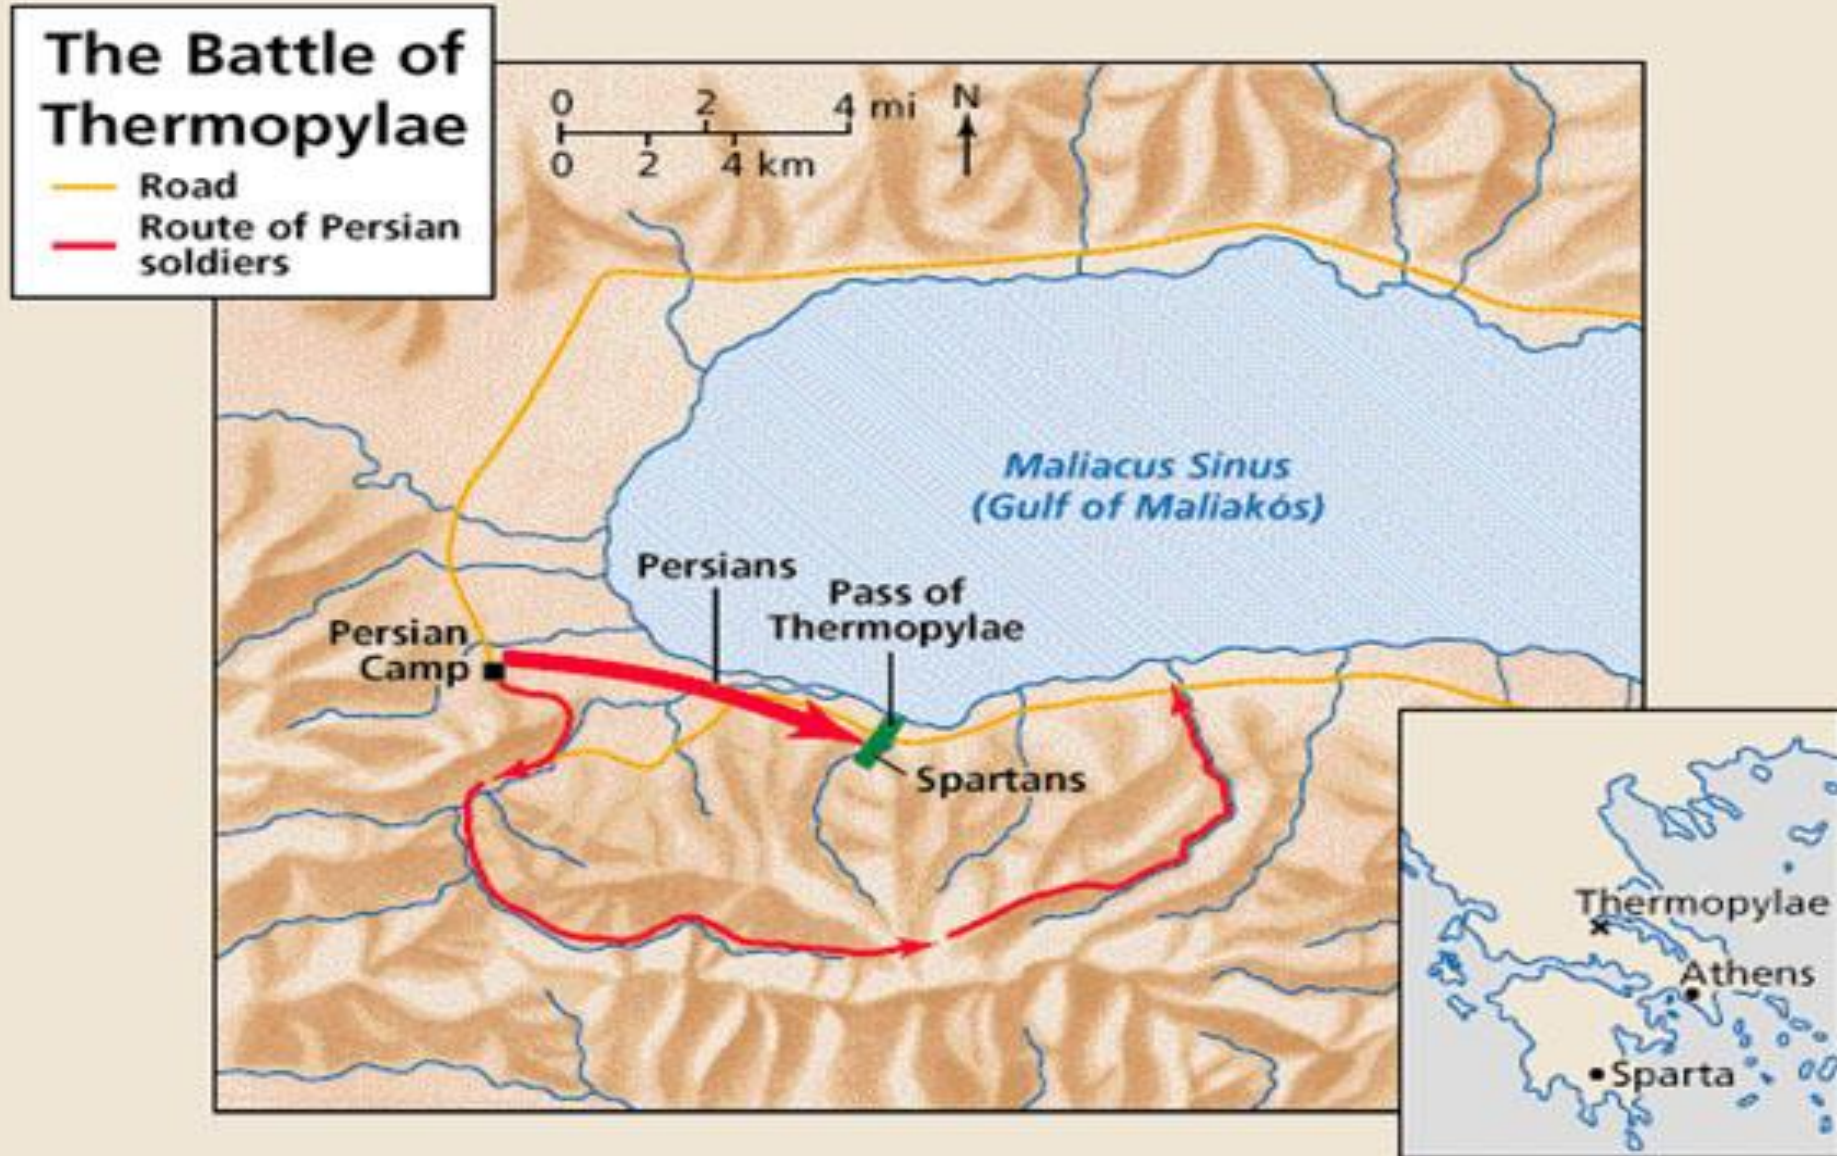 The Battle of
Thermopylae
Road
Route of Persian
soldiers
0 2 4 mi
0 2 4 km
N
Maliacus Sinus
(Gulf of Maliakós)
Persians
Pass of
Thermopylae
Persian
Camp
Spartans
Thermopylae
Athens
Sparta